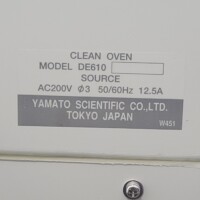 CLEAN OVEN
MODEL DE610
SOURCE
AC200V Φ3 50/60Hz 12.5A
YAMATO SCIENTIFIC CO.,LTD.
TOKYO JAPAN
W451